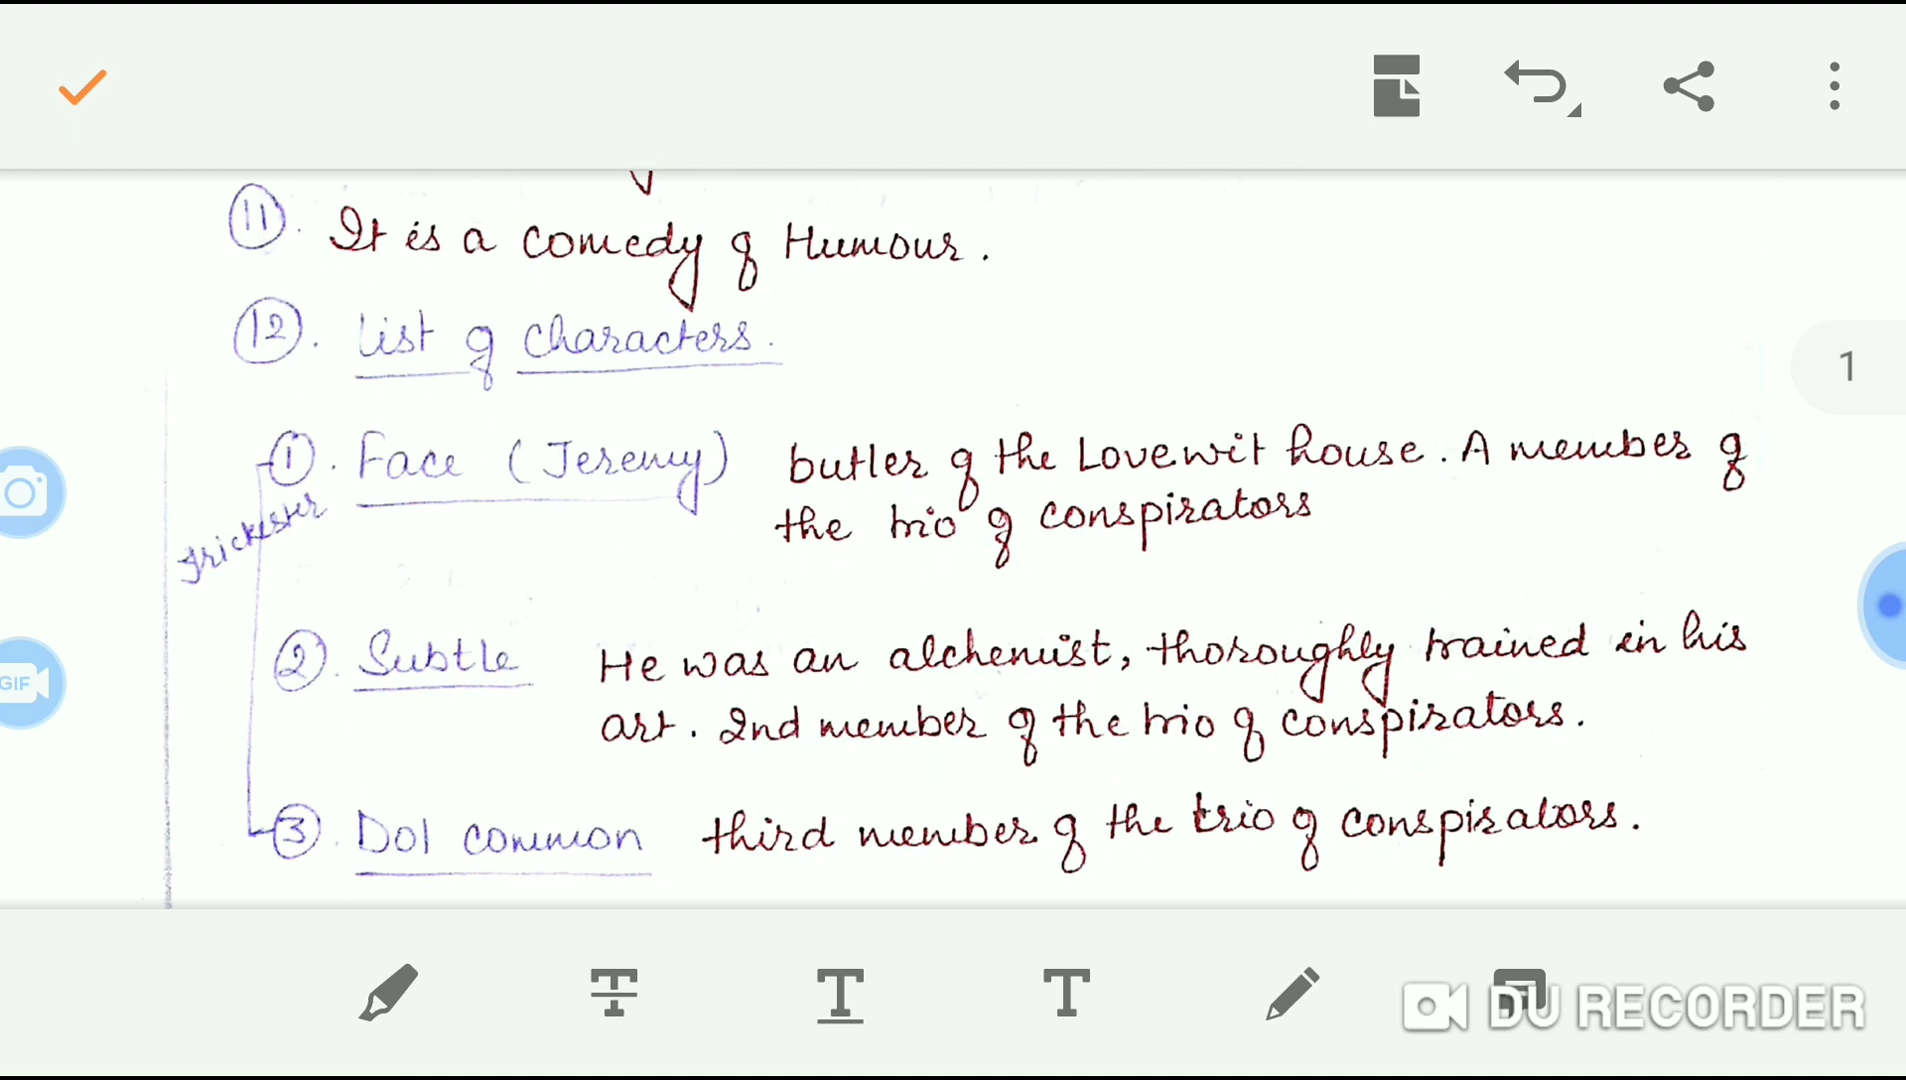 11. It is a comedy of Humour.
12. List of characters.
1
1. Face (Jeremy) butler of the Lovewit house. A member of
the trio of conspirators
Trickester
2. Subtle He was an alchemist, thoroughly trained in his
art. 2nd member of the trio of conspirators.
GIF
3. Dol common third member of the trio of conspirators.
T T T
DU RECORDER